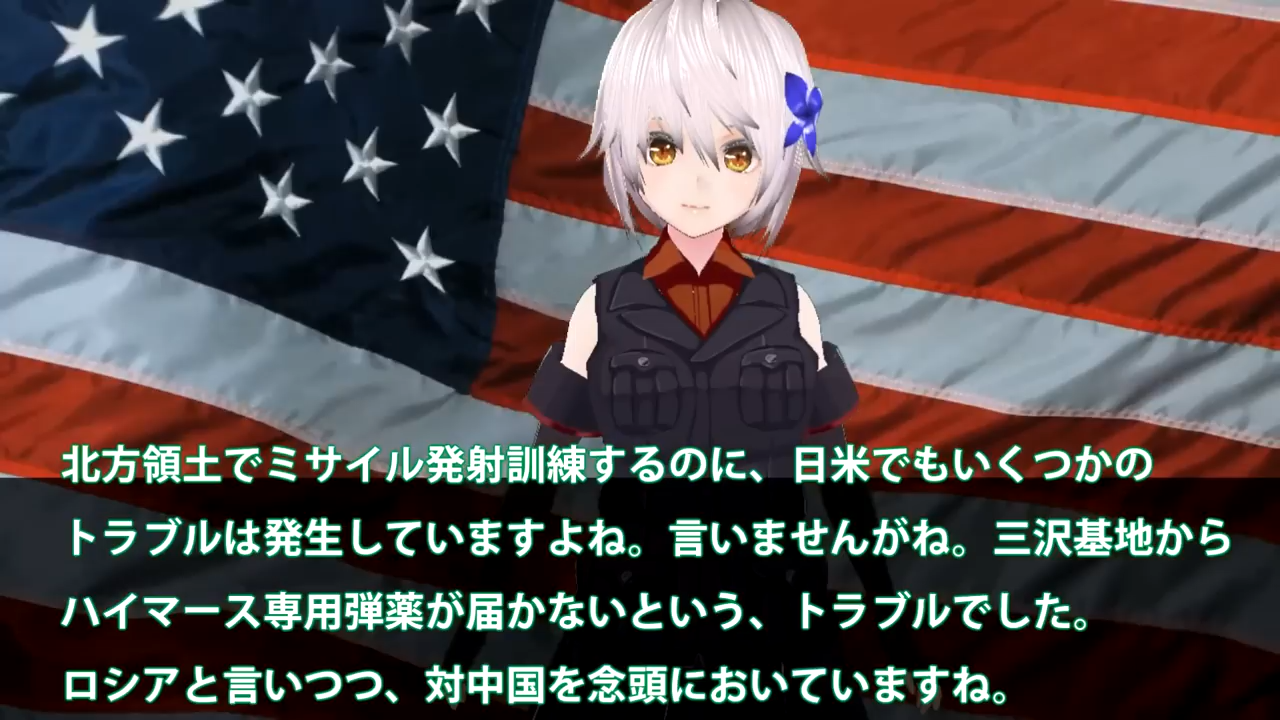 北方領土でミサイル発射訓練するのに、日米でもいくつかの
トラブルは発生していますよね。言いませんがね。三沢基地から
ハイマース専用弾薬が届かないという、トラブルでした。
ロシアと言いつつ、対中国を念頭においていますね。